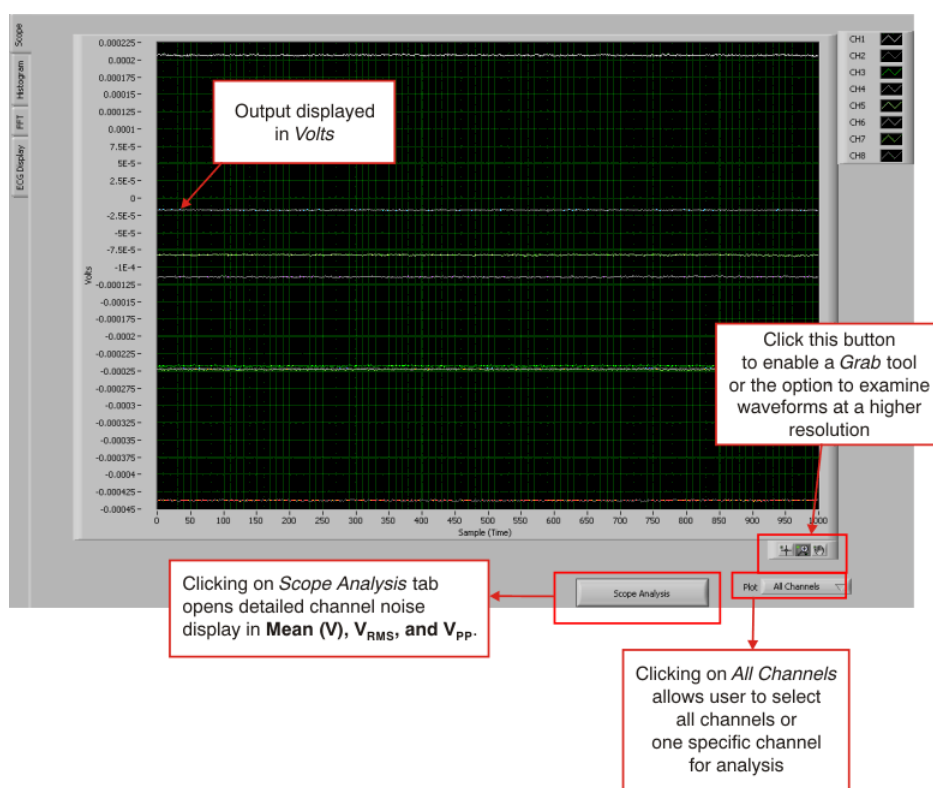 Scope
Histogram
FFT
ECG Display
0.000225
0.0002
0.000175
0.00015
0.000125
0.0001
7.5E-5
5E-5
2.5E-5
0
-2.5E-5
-5E-5
-7.5E-5
-1E-4
-0.000125
-0.00015
-0.000175
-0.0002
-0.000225
-0.00025
-0.000275
-0.0003
-0.000325
-0.00035
-0.000375
-0.0004
-0.000425
-0.00045
Volts
0 50 100 150 200 250 300 350 400 450 500 550 600 650 700 750 800 850 900 950 1000
Sample (Time)
CH1
CH2
CH3
CH4
CH5
CH6
CH7
CH8
Output displayed
in Volts
Click this button
to enable a Grab tool
or the option to examine
waveforms at a higher
resolution
Clicking on Scope Analysis tab
opens detailed channel noise
display in Mean (V), VRMS, and VPP.
Scope Analysis
Plot All Channels
Clicking on All Channels
allows user to select
all channels or
one specific channel
for analysis